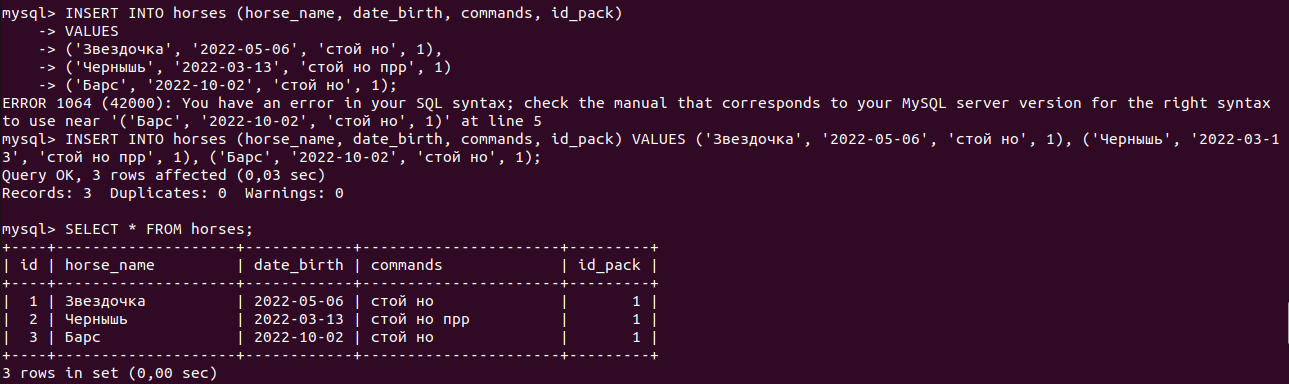 mysql> INSERT INTO horses (horse_name, date_birth, commands, id_pack)
    -> VALUES
    -> ('Звездочка', '2022-05-06', 'стой но', 1),
    -> ('Чернышь', '2022-03-13', 'стой но прр', 1)
    -> ('Барс', '2022-10-02', 'стой но', 1);
ERROR 1064 (42000): You have an error in your SQL syntax; check the manual that corresponds to your MySQL server version for the right syntax
to use near '('Барс', '2022-10-02', 'стой но', 1)' at line 5
mysql> INSERT INTO horses (horse_name, date_birth, commands, id_pack) VALUES ('Звездочка', '2022-05-06', 'стой но', 1), ('Чернышь', '2022-03-1
3', 'стой но прр', 1), ('Барс', '2022-10-02', 'стой но', 1);
Query OK, 3 rows affected (0,03 sec)
Records: 3  Duplicates: 0  Warnings: 0

mysql> SELECT * FROM horses;
+----+--------------------+------------+----------------------+---------+
| id | horse_name         | date_birth | commands             | id_pack |
+----+--------------------+------------+----------------------+---------+
|  1 | Звездочка          | 2022-05-06 | стой но              |       1 |
|  2 | Чернышь            | 2022-03-13 | стой но прр          |       1 |
|  3 | Барс               | 2022-10-02 | стой но              |       1 |
+----+--------------------+------------+----------------------+---------+
3 rows in set (0,00 sec)